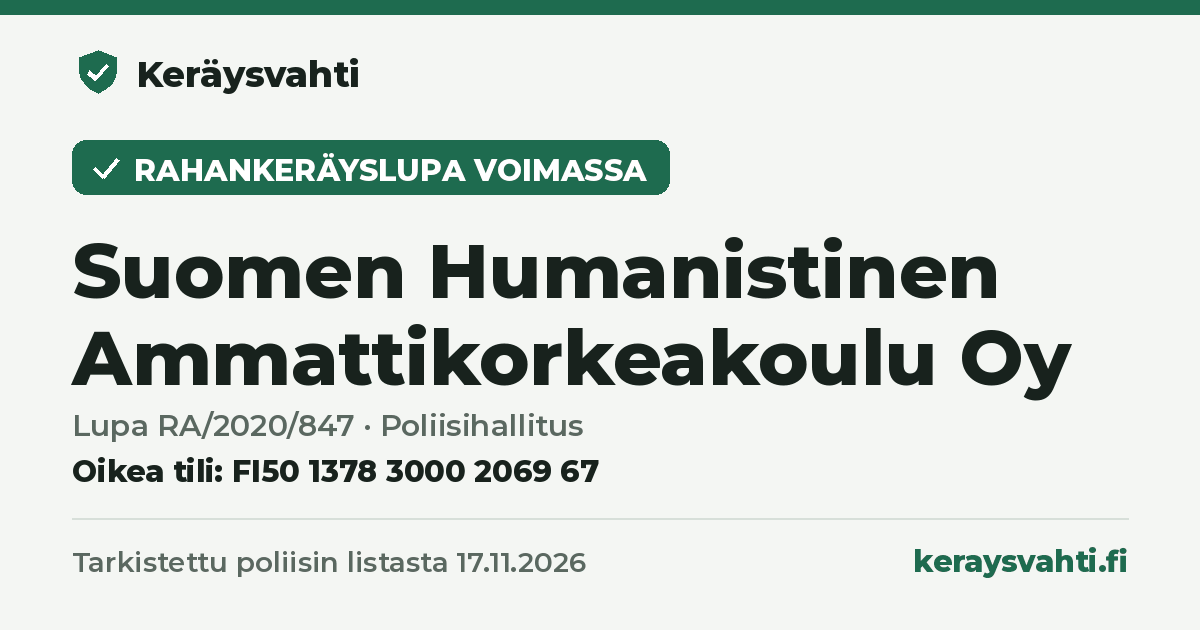 Keräysvahti
RAHANKERÄYSLUPA VOIMASSA
Suomen Humanistinen
Ammattikorkeakoulu Oy
Lupa RA/2020/847 · Poliisihallitus
Oikea tili: FI50 1378 3000 2069 67
Tarkistettu poliisin listasta 17.11.2026
keraysvahti.fi